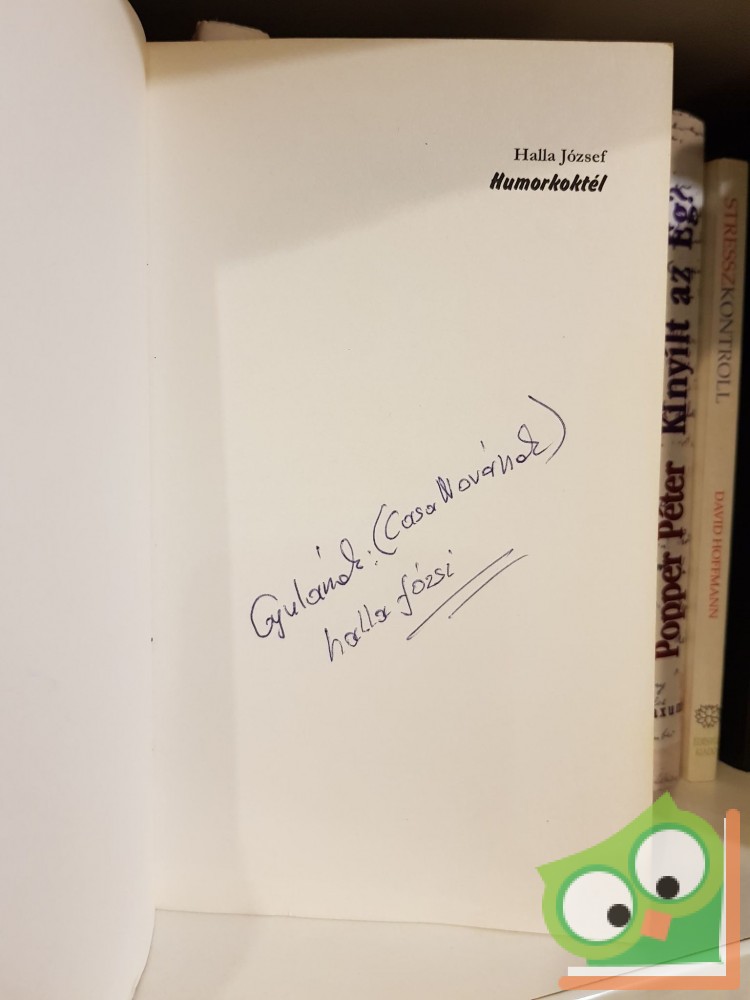 Halla József
Humorkoktél
Gyulának: (CasaNovának)
halla józsi
Popper Péter Kinyílt az Ég?
STRESSZKONTROLL
DAVID HOFFMANN